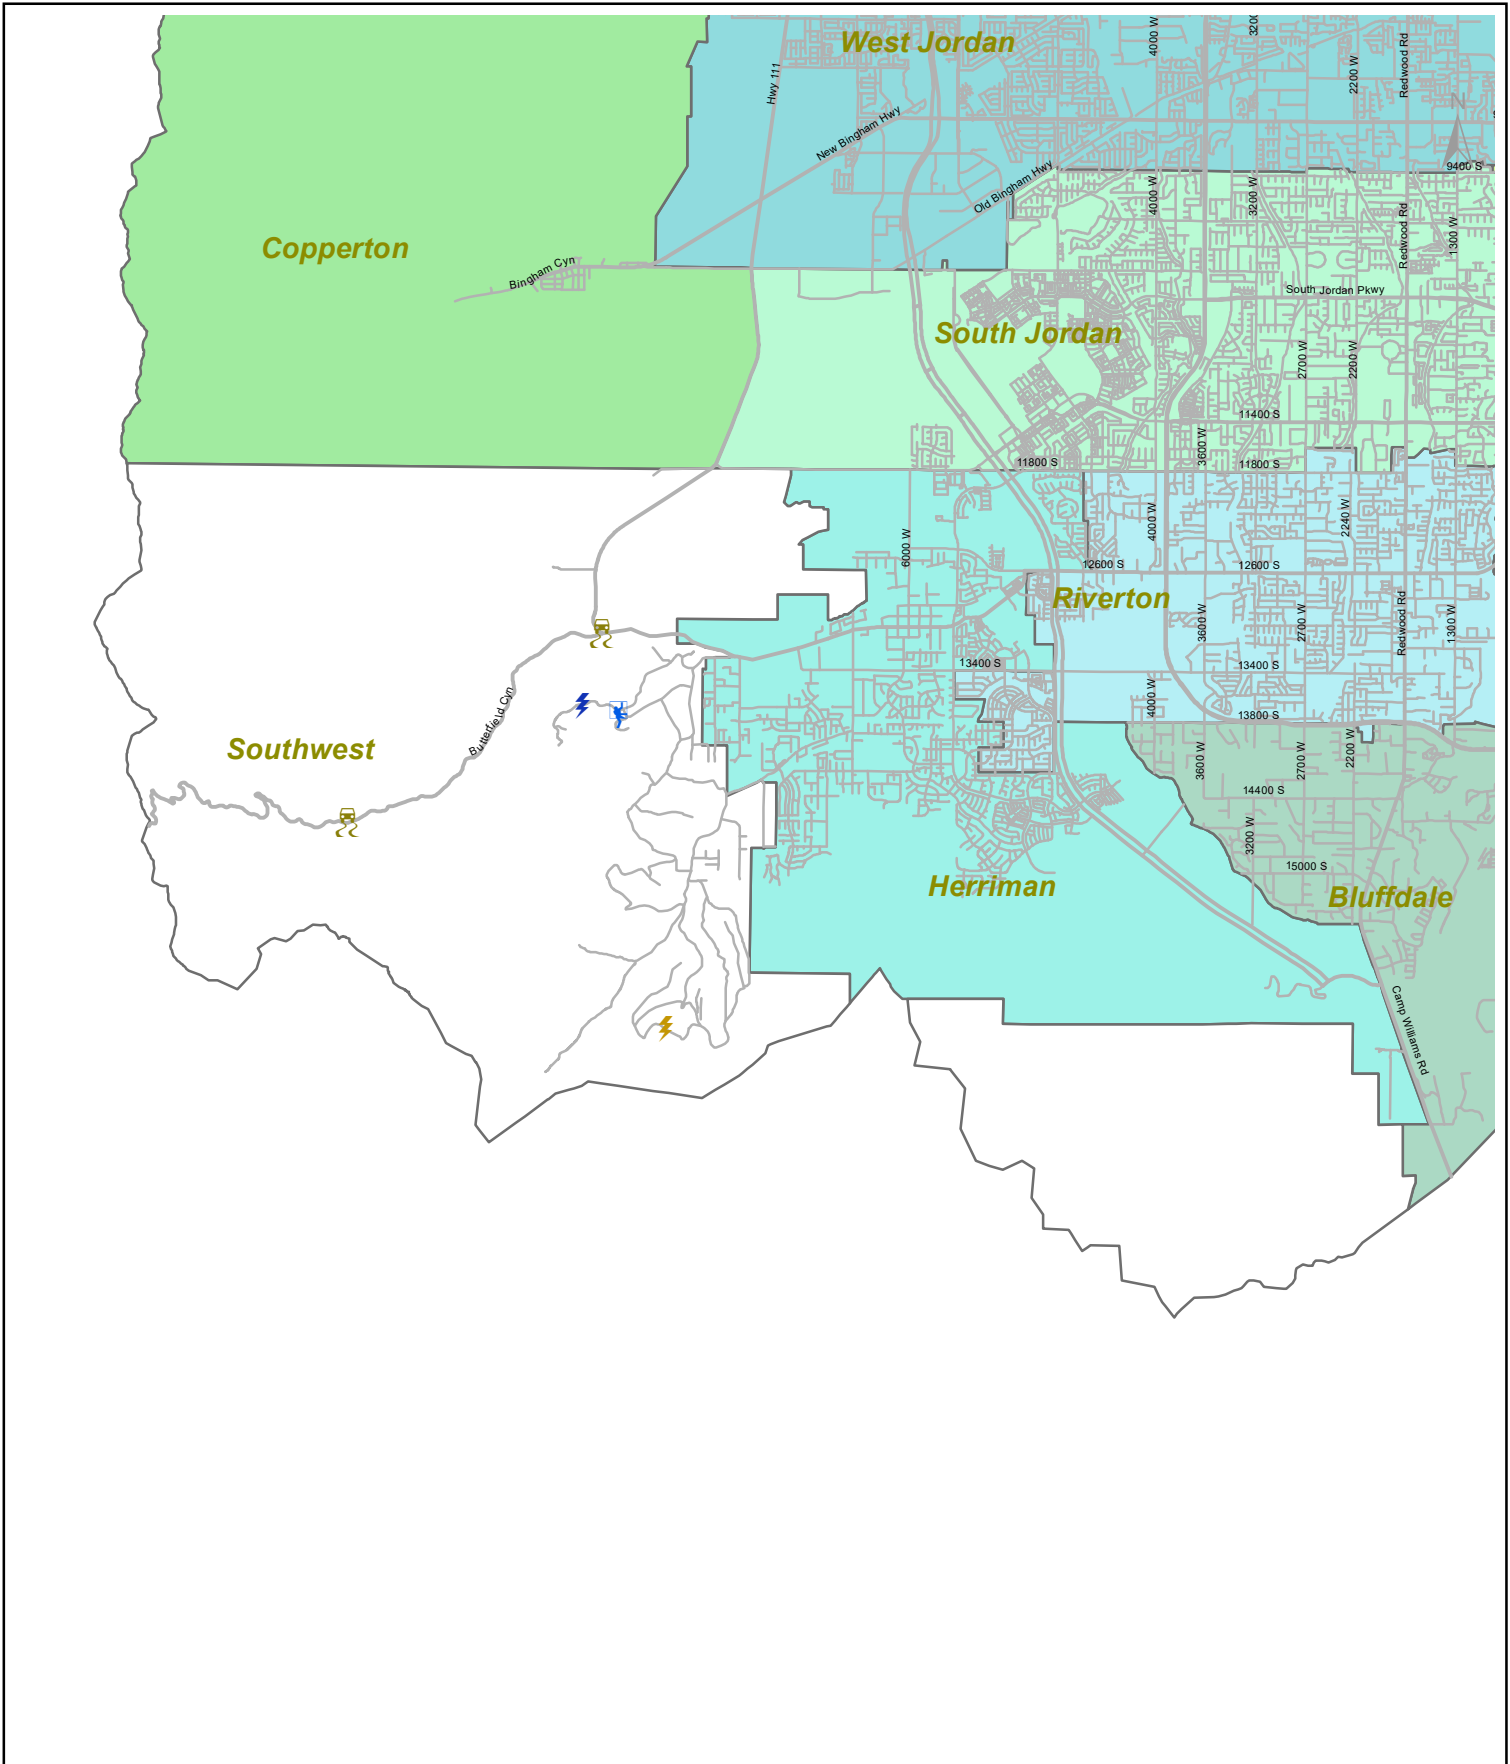 West Jordan
4000 W
320
2200 W
Redwood Rd
Hwy 111
New Bingham Hwy
N
9
Old Bingham Hwy
9400 S
4000 W
3200 W
Redwood Rd
1300 W
Copperton
Bingham Cyn
South Jordan Pkwy
South Jordan
2700 W
2200 W
11400 S
3600 W
11800 S
11800 S
6000 W
4000 W
2240 W
12600 S
12600 S
Riverton
3600 W
2700 W
Redwood Rd
1300 W
13400 S
13400 S
4000 W
13800 S
Butterfield Cyn
Southwest
3600 W
2700 W
2200 W
14400 S
3200 W
15000 S
Herriman
Bluffdale
Camp Williams Rd